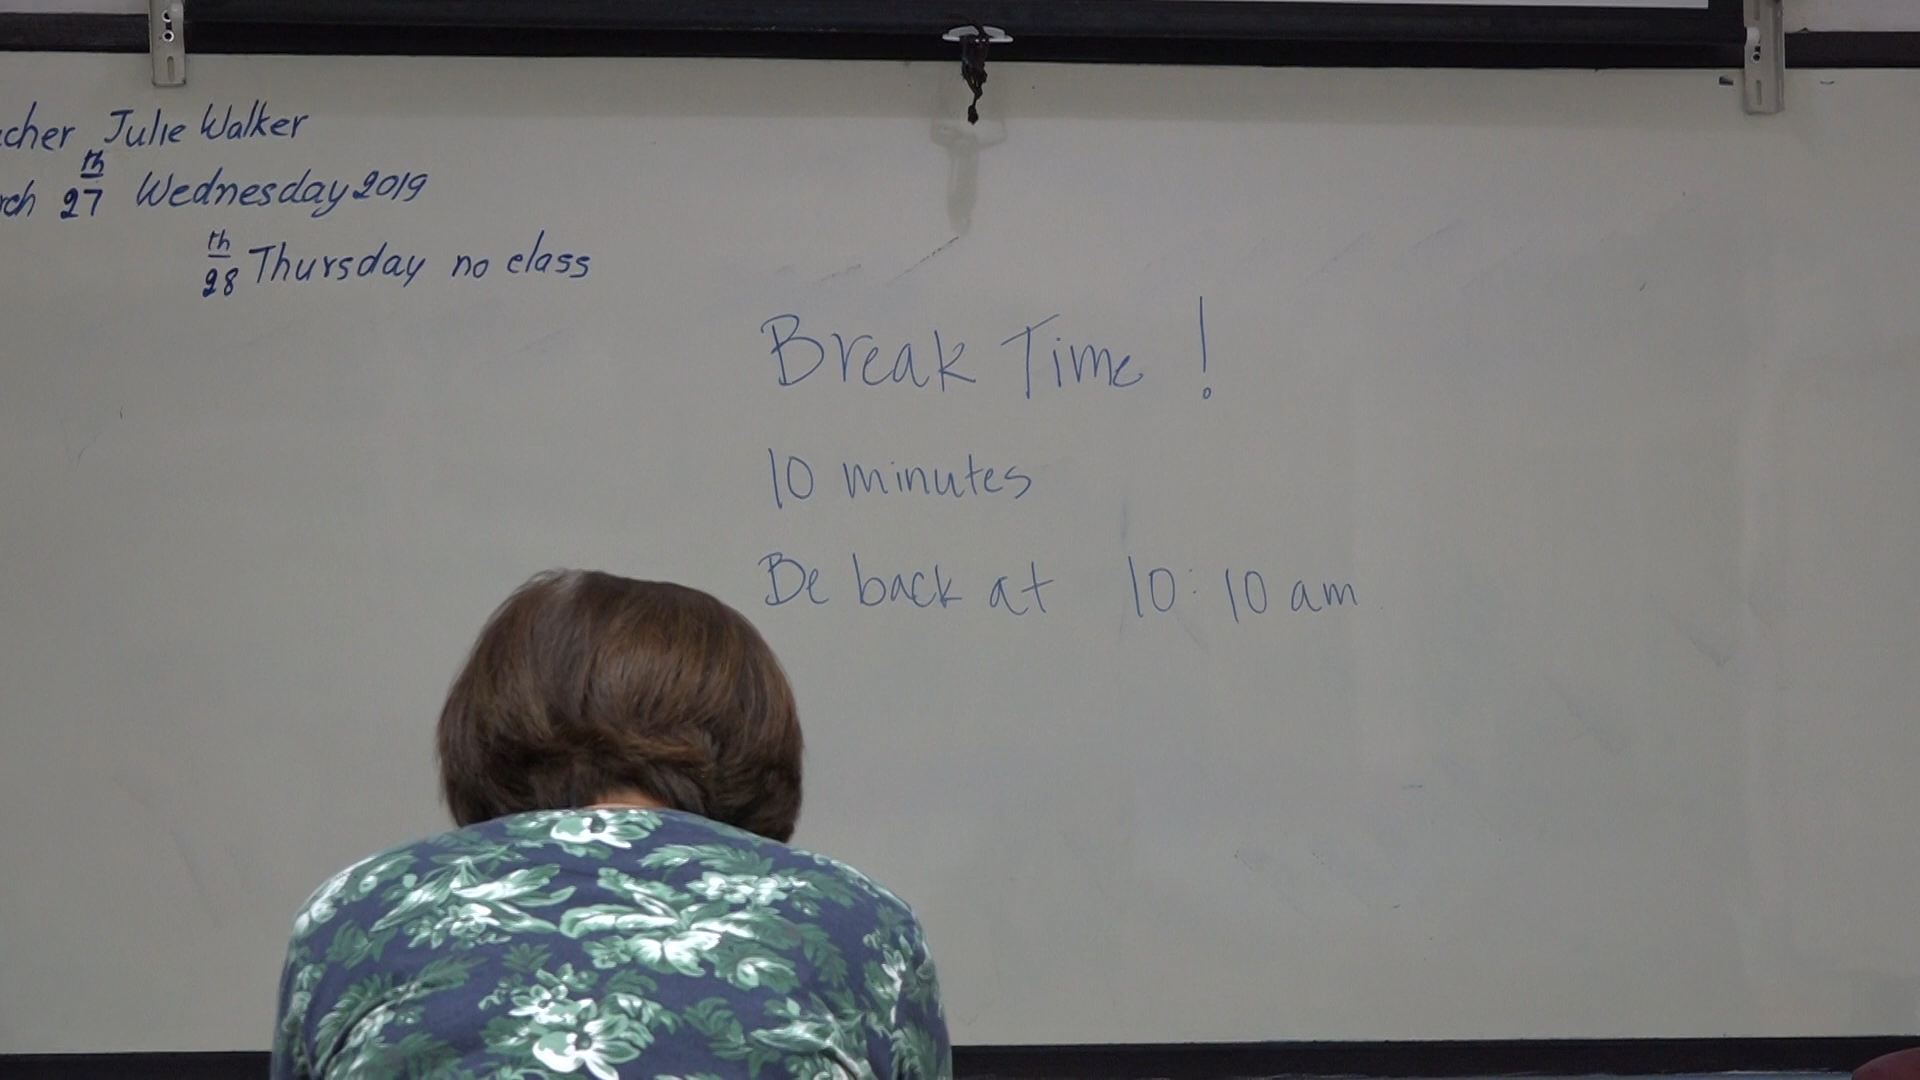 cher Julie Walker
rch 27th Wednesday 2019
28th Thursday no class
Break Time!
10 minutes
Be back at 10:10 am